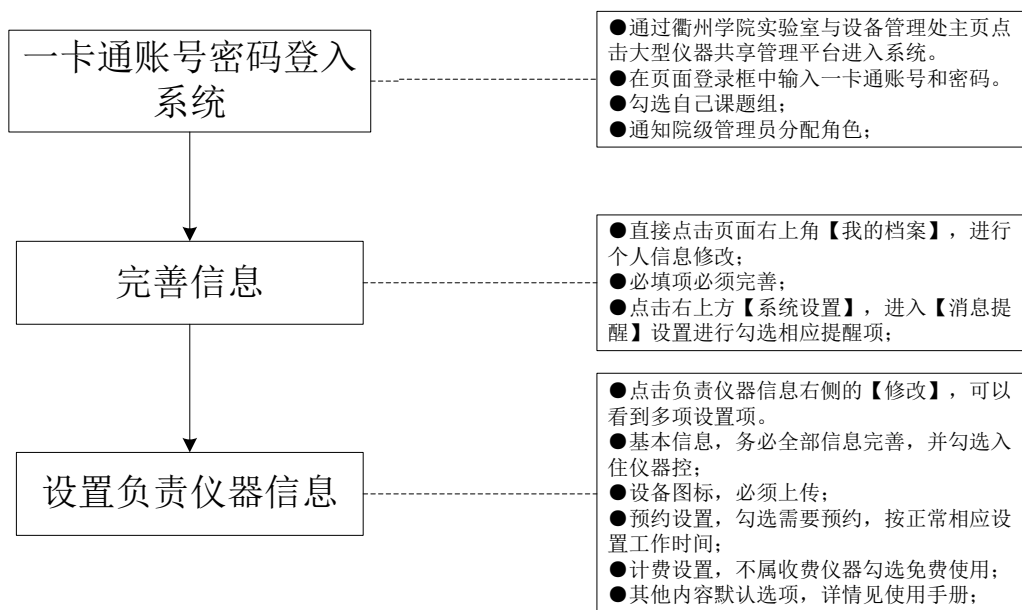 一卡通账号密码登入
系统
●通过衢州学院实验室与设备管理处主页点
击大型仪器共享管理平台进入系统。
●在页面登录框中输入一卡通账号和密码。
●勾选自己课题组；
●通知院级管理员分配角色；
完善信息
●直接点击页面右上角【我的档案】，进行
个人信息修改；
●必填项必须完善；
●点击右上方【系统设置】，进入【消息提
醒】设置进行勾选相应提醒项；
设置负责仪器信息
●点击负责仪器信息右侧的【修改】，可以
看到多项设置项。
●基本信息，务必全部信息完善，并勾选入
住仪器控；
●设备图标，必须上传；
●预约设置，勾选需要预约，按正常相应设
置工作时间；
●计费设置，不属收费仪器勾选免费使用；
●其他内容默认选项，详情见使用手册；